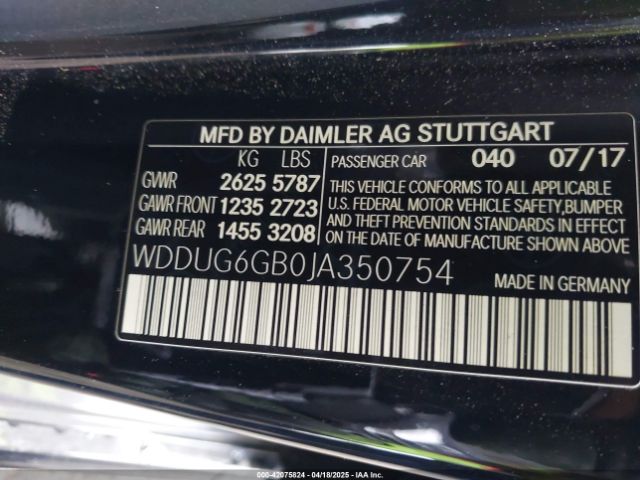 MFD BY DAIMLER AG STUTTGART
KG LBS
GVWR 2625 5787
GAWR FRONT 1235 2723
GAWR REAR 1455 3208
PASSENGER CAR 040 07/17
THIS VEHICLE CONFORMS TO ALL APPLICABLE
U.S. FEDERAL MOTOR VEHICLE SAFETY,BUMPER
AND THEFT PREVENTION STANDARDS IN EFFECT
ON THE DATE OF MANUFACTURE SHOWN ABOVE.
WDDUG6GB0JA350754
MADE IN GERMANY
000-42075824 | 04/18/2025 | IAA Inc.